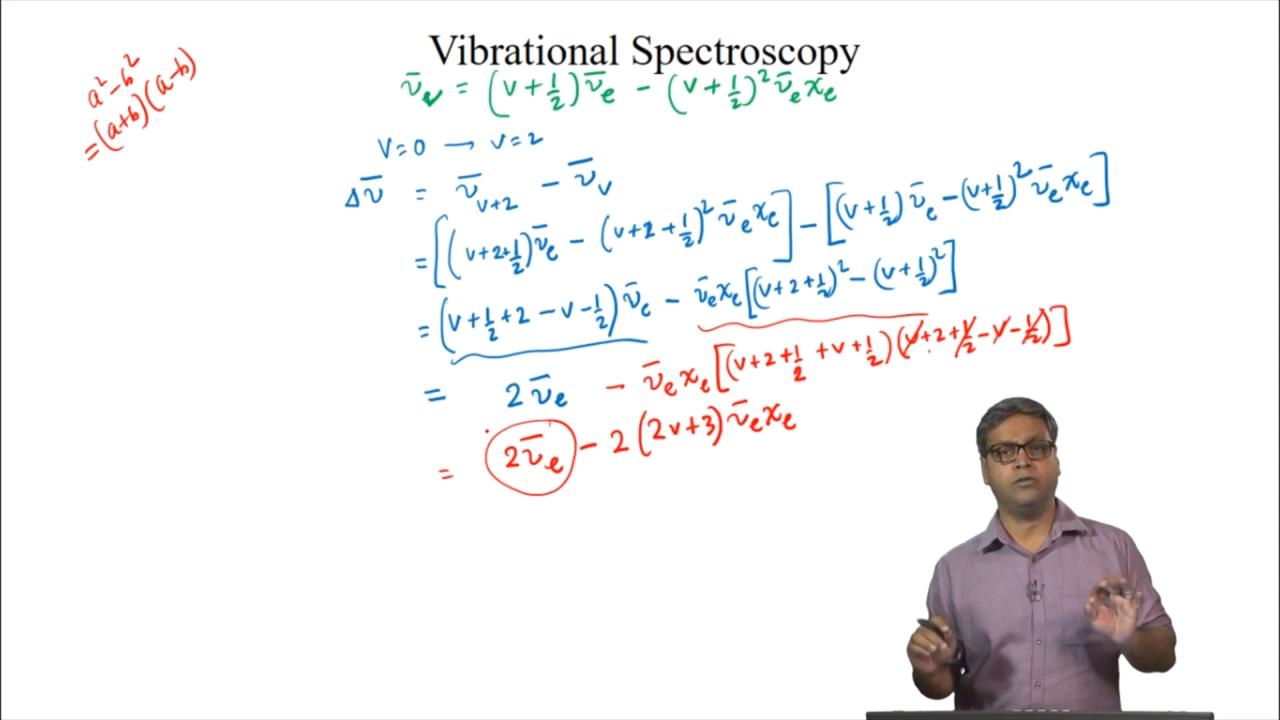 Vibrational Spectroscopy
a² - b²
= (a+b)(a-b)
ν̄ᵥ = (v+1/2)ν̄e - (v+1/2)² ν̄e xe
V=0 → v=2
Δν̄ = ν̄v+2 - ν̄v
= [(v+2+1/2)ν̄e - (v+2+1/2)² ν̄e xe] - [(v+1/2)ν̄e - (v+1/2)² ν̄e xe]
= (v+1/2+2-v-1/2)ν̄e - ν̄e xe[(v+2+1/2)² - (v+1/2)²]
= 2ν̄e - ν̄e xe[(v+2+1/2+v+1/2)(v+2+1/2-v-1/2)]
= 2ν̄e - 2(2v+3)ν̄e xe